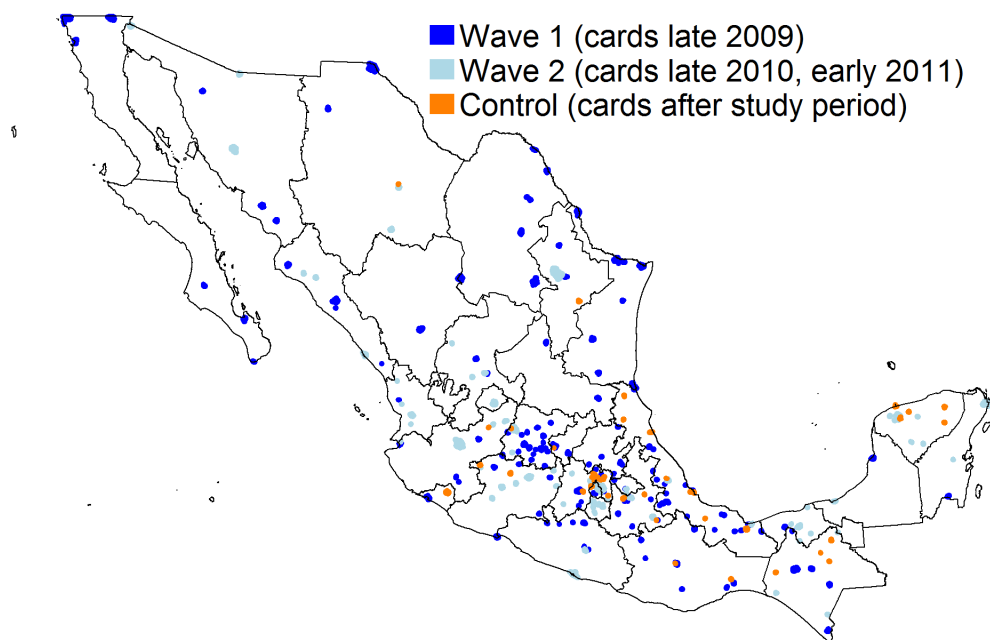 Wave 1 (cards late 2009)
Wave 2 (cards late 2010, early 2011)
Control (cards after study period)